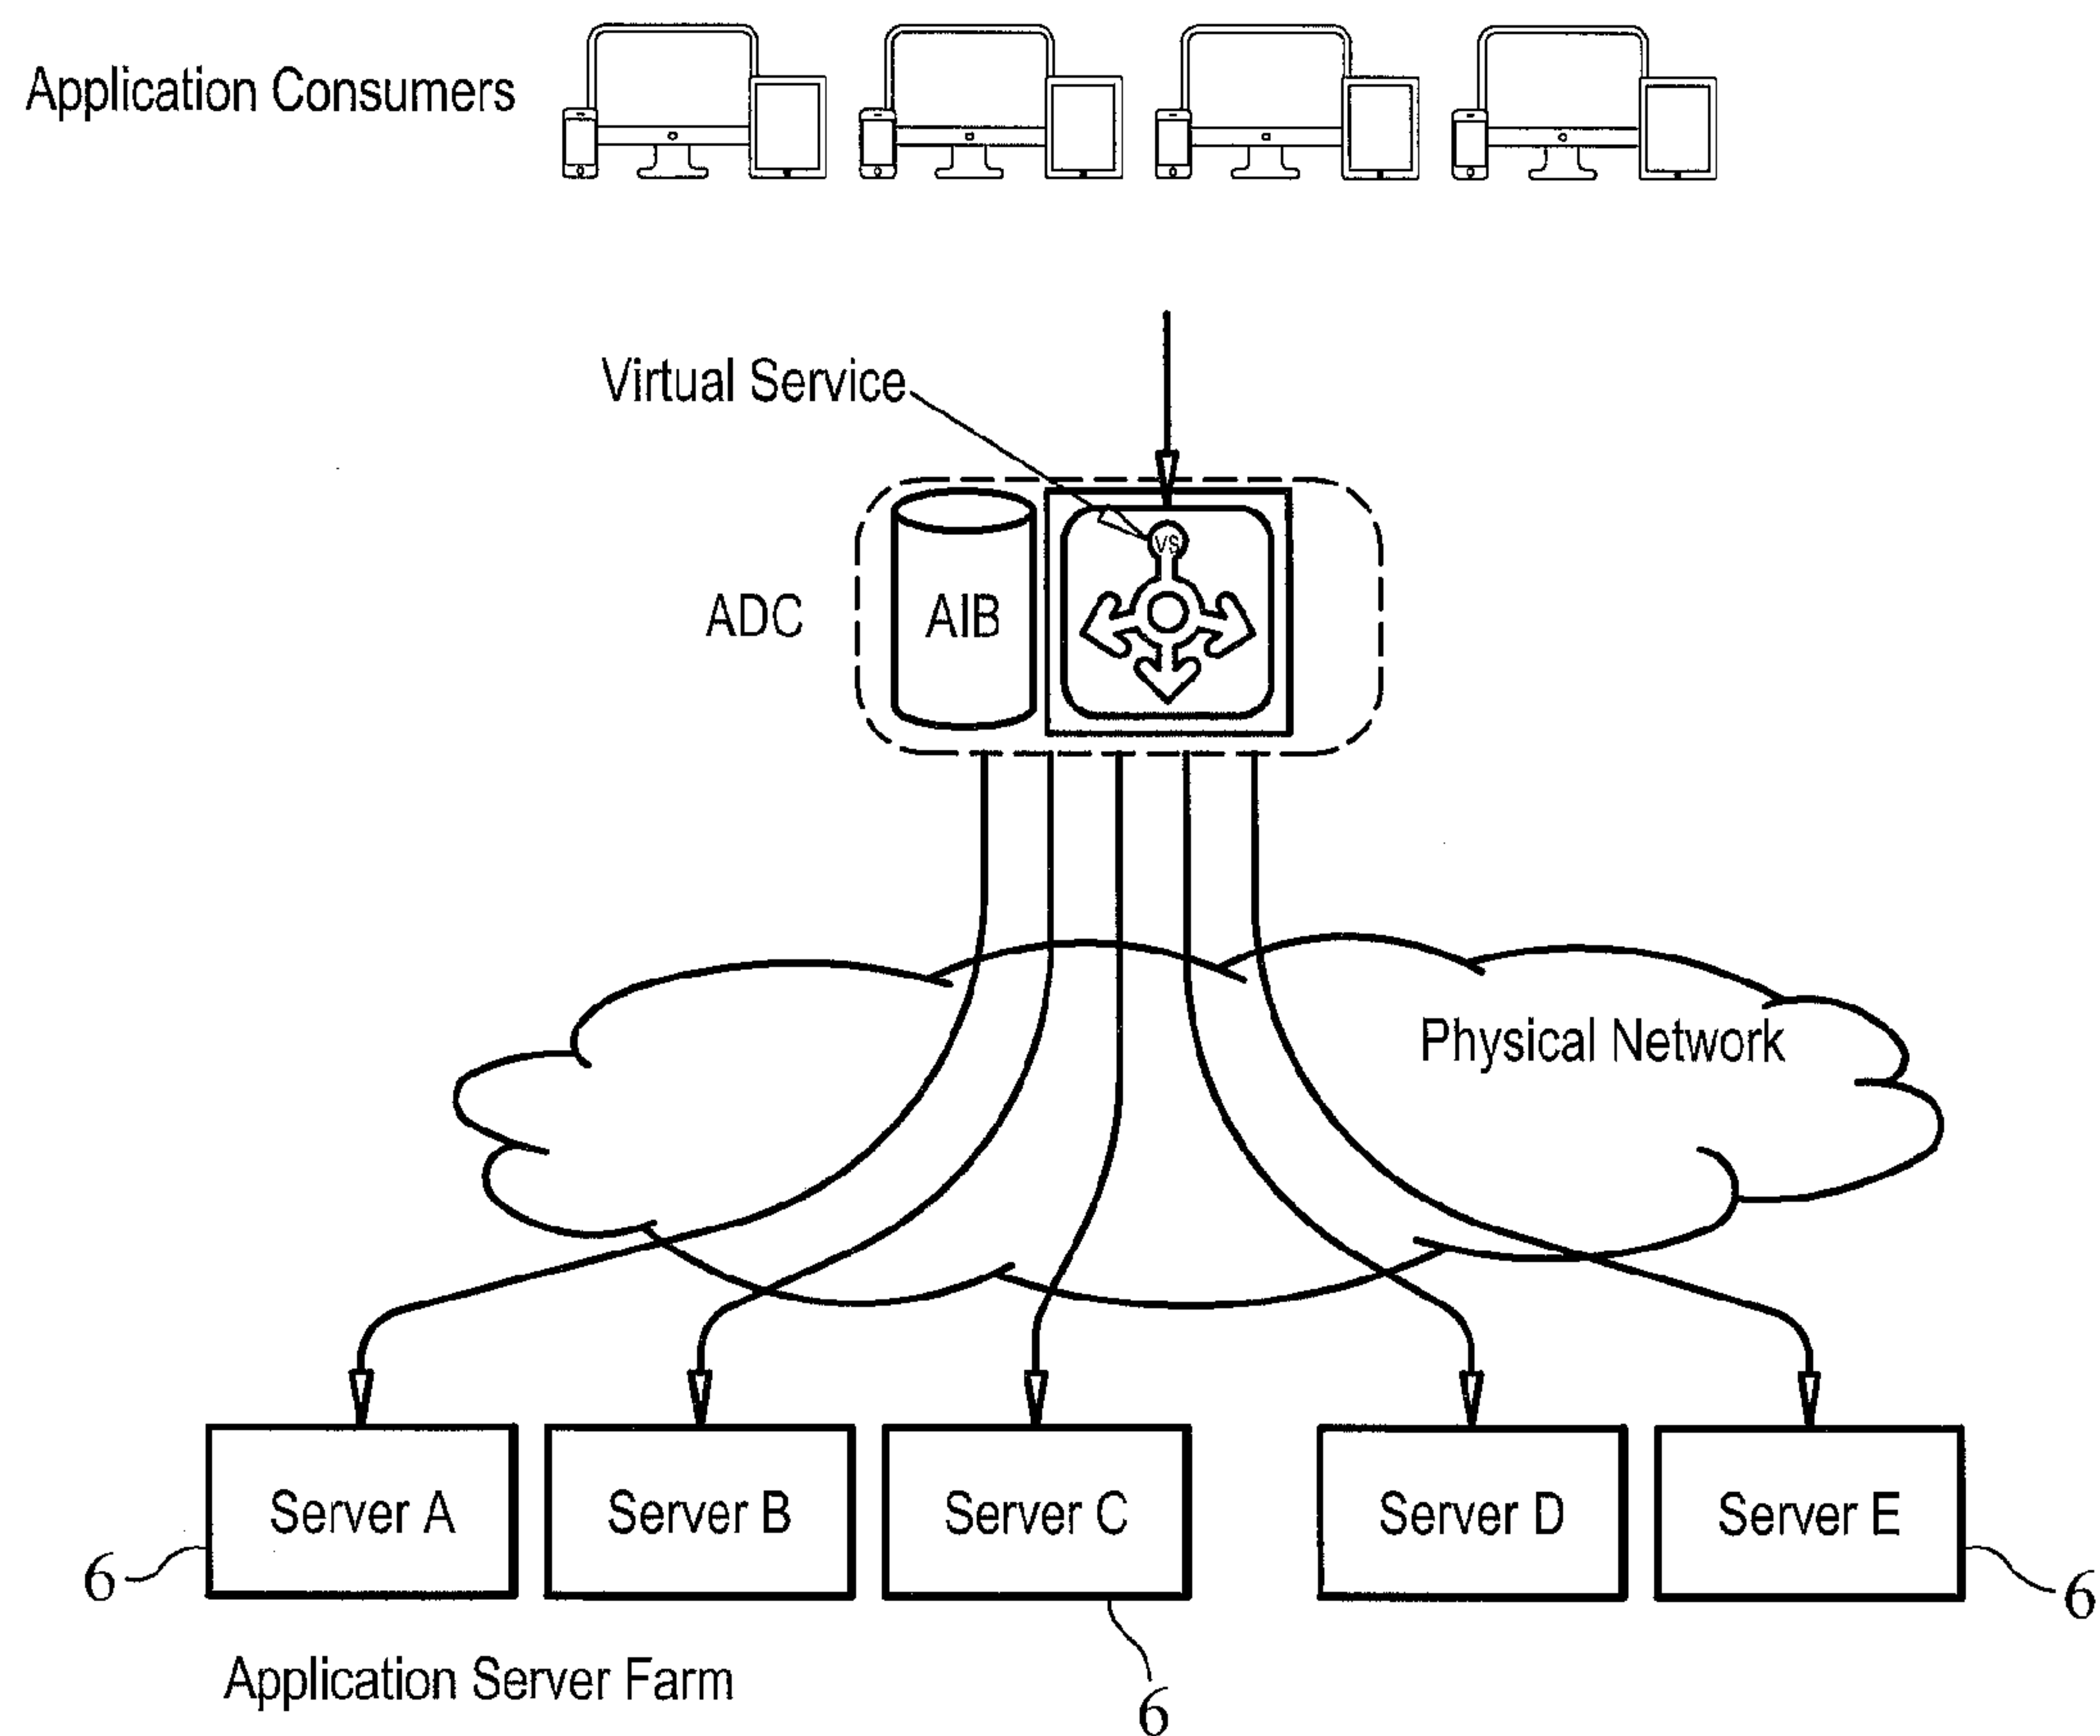 Application Consumers
Virtual Service
VS
ADC
AIB
Physical Network
Server A
Server B
Server C
Server D
Server E
6
6
6
Application Server Farm